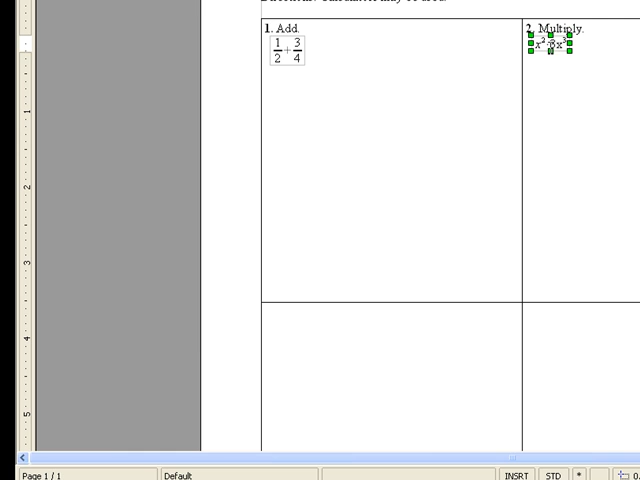 1. Add.
1/2 + 3/4
2. Multiply.
x² · 3x³
1
2
3
4
5
Page 1 / 1 Default INSRT STD *